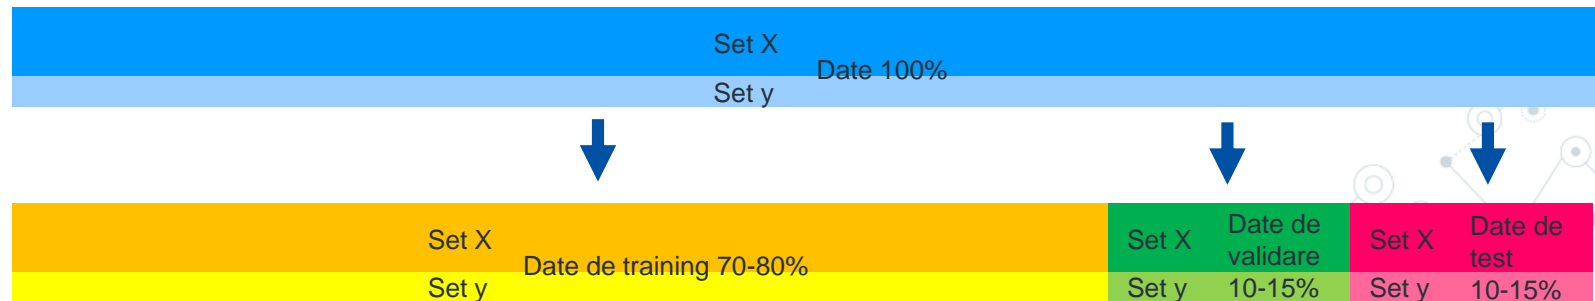 Set X
Date 100%
Set y
Set X
Date de training 70-80%
Set y
Set X
Date de
validare
Set y
10-15%
Set X
Date de
test
Set y
10-15%